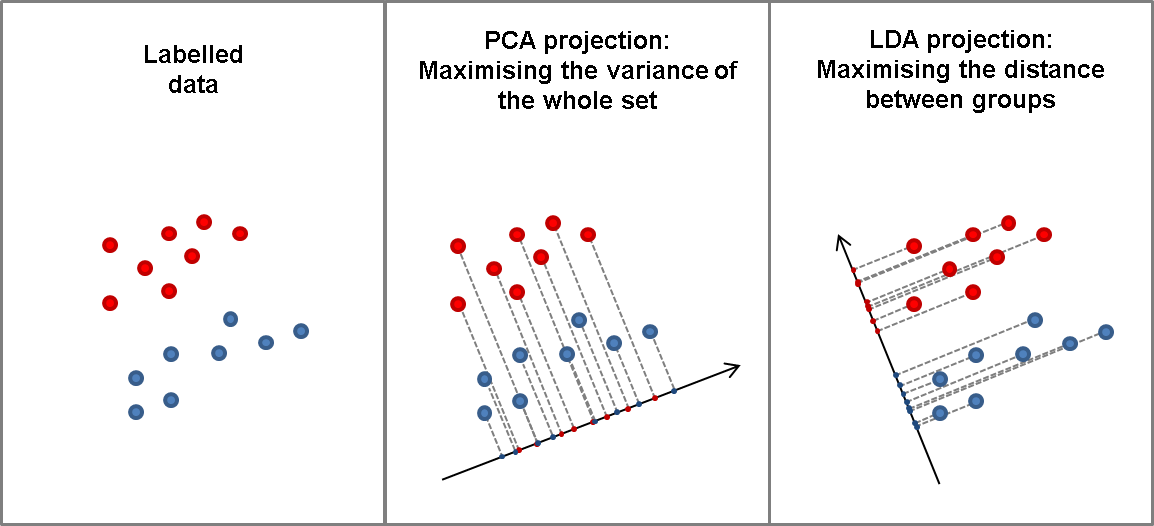 Labelled
data
PCA projection:
Maximising the variance of
the whole set
LDA projection:
Maximising the distance
between groups